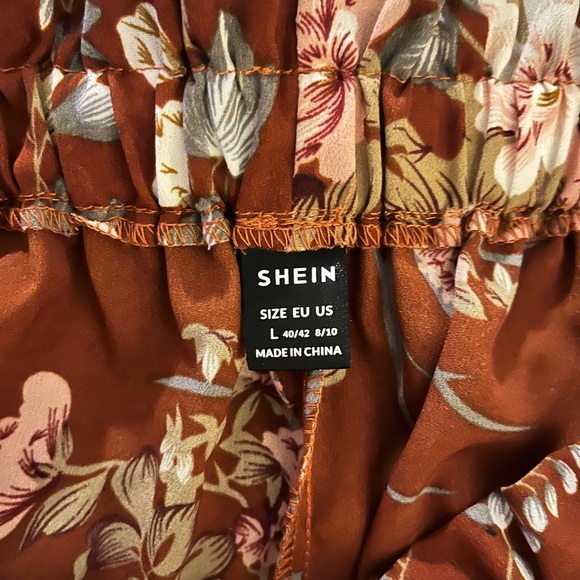 SHEIN
SIZE EU US
L 40/42 8/10
MADE IN CHINA